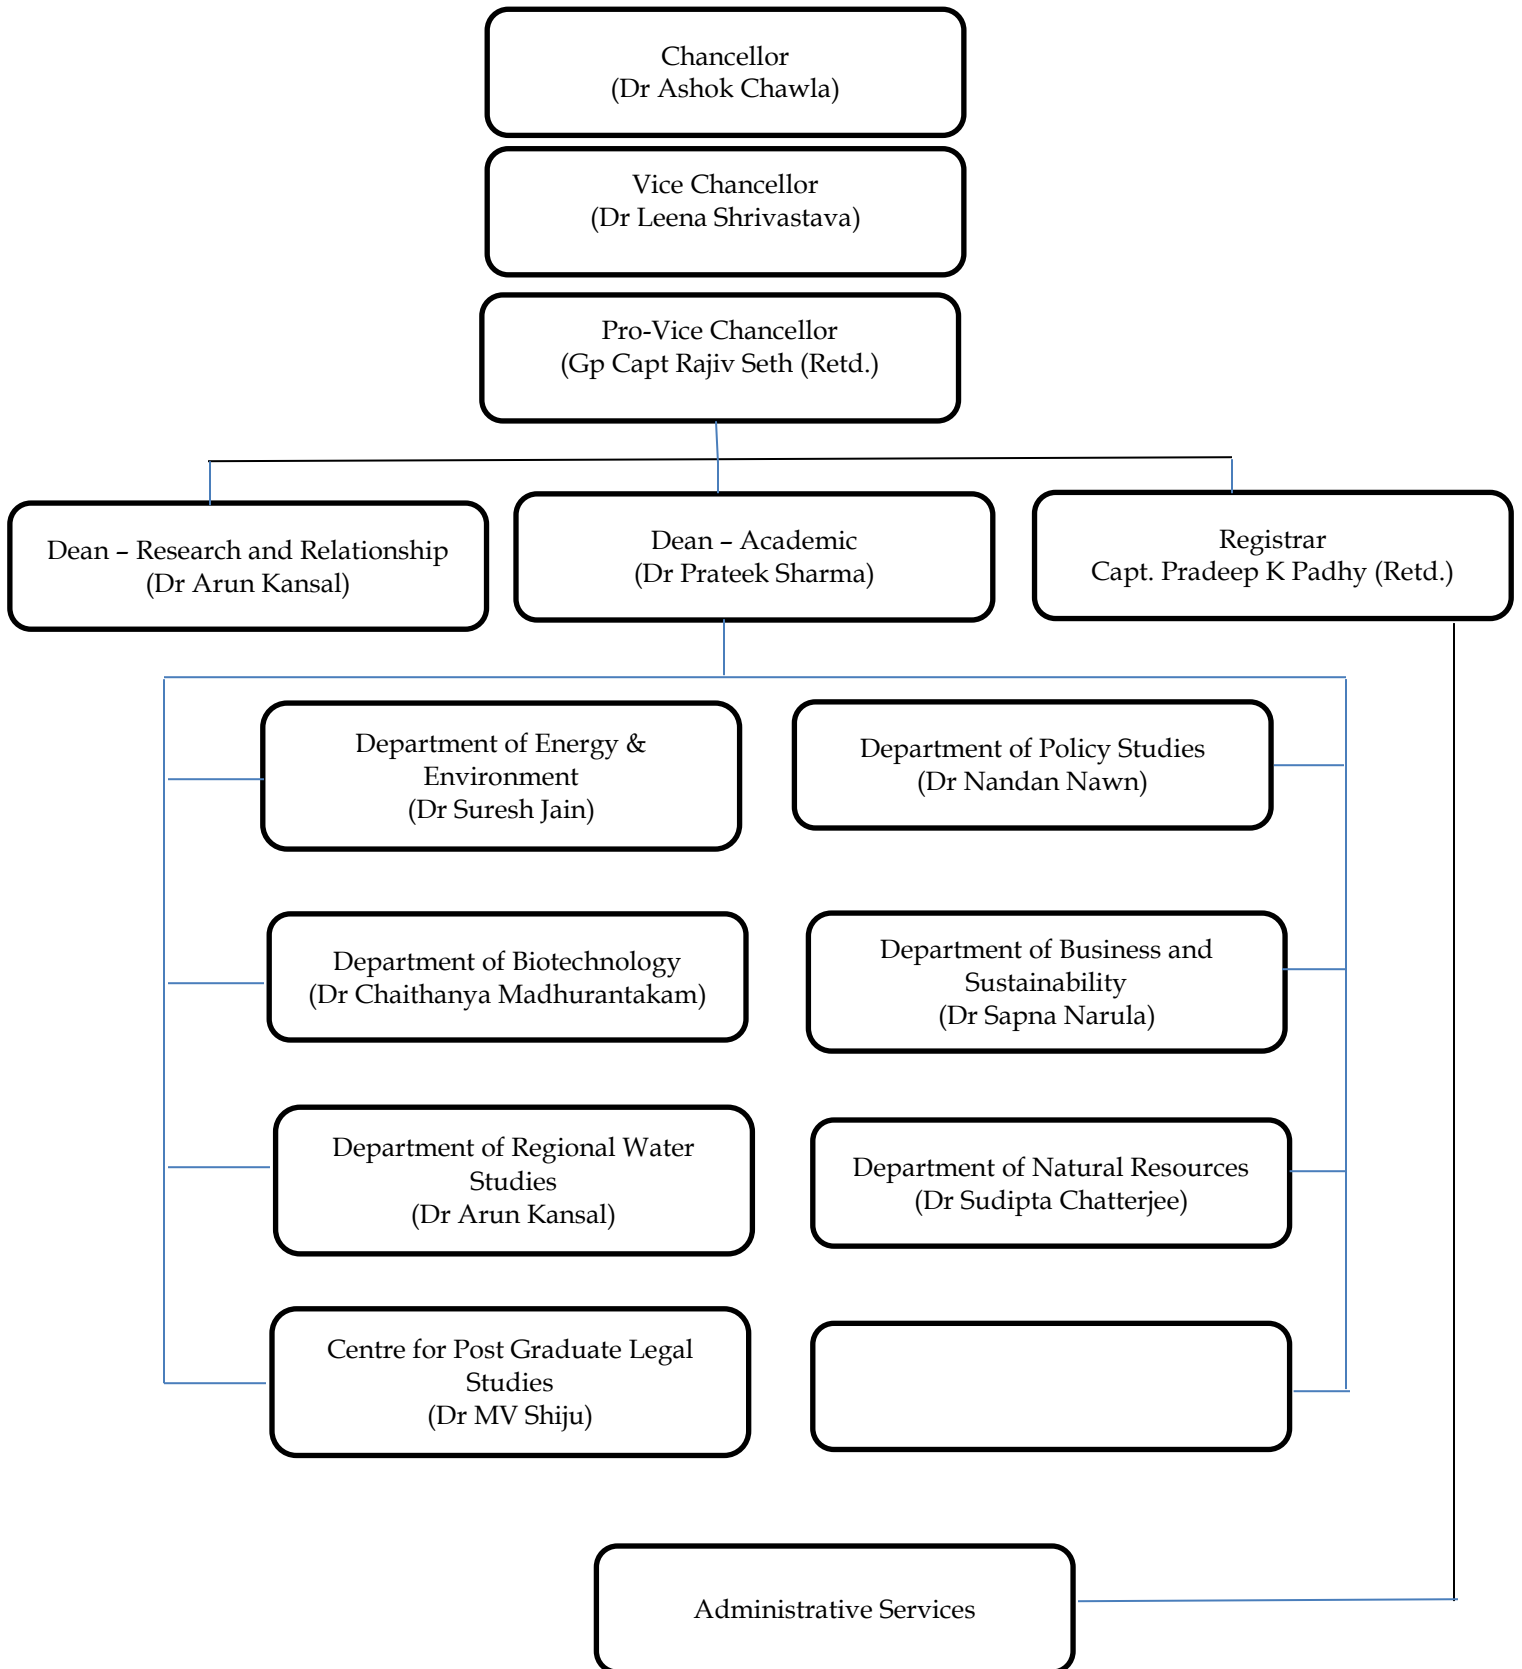 Chancellor
(Dr Ashok Chawla)
Vice Chancellor
(Dr Leena Shrivastava)
Pro-Vice Chancellor
(Gp Capt Rajiv Seth (Retd.)
Dean – Research and Relationship
(Dr Arun Kansal)
Dean – Academic
(Dr Prateek Sharma)
Registrar
Capt. Pradeep K Padhy (Retd.)
Department of Energy &
Environment
(Dr Suresh Jain)
Department of Policy Studies
(Dr Nandan Nawn)
Department of Biotechnology
(Dr Chaithanya Madhurantakam)
Department of Business and
Sustainability
(Dr Sapna Narula)
Department of Regional Water
Studies
(Dr Arun Kansal)
Department of Natural Resources
(Dr Sudipta Chatterjee)
Centre for Post Graduate Legal
Studies
(Dr MV Shiju)
Administrative Services